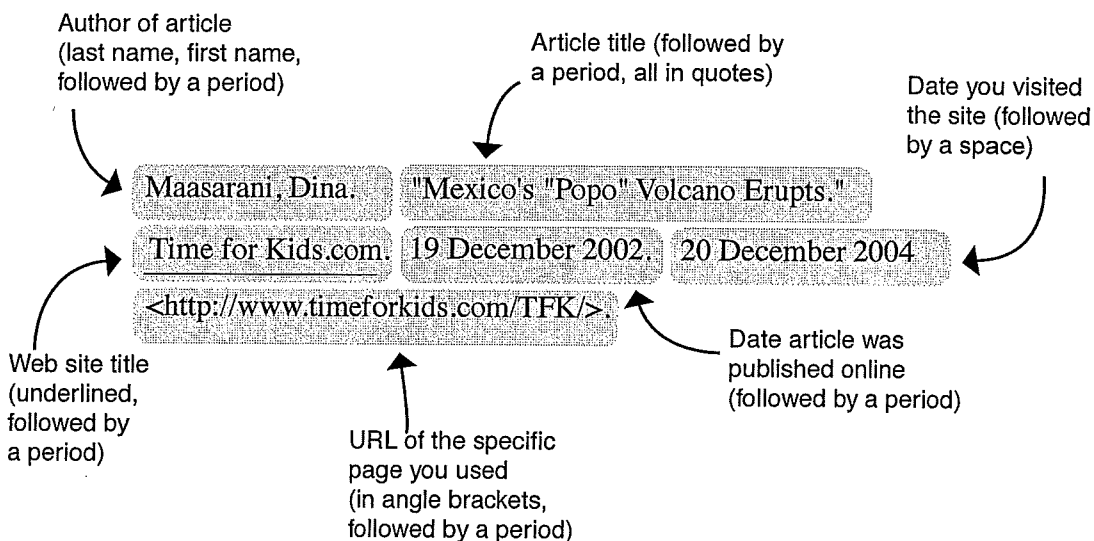 Author of article
(last name, first name,
followed by a period)
Article title (followed by
a period, all in quotes)
Date you visited
the site (followed
by a space)
Maasarani, Dina. "Mexico's "Popo" Volcano Erupts."
Time for Kids.com. 19 December 2002. 20 December 2004
<http://www.timeforkids.com/TFK/>.
Web site title
(underlined,
followed by
a period)
URL of the specific
page you used
(in angle brackets,
followed by a period)
Date article was
published online
(followed by a period)